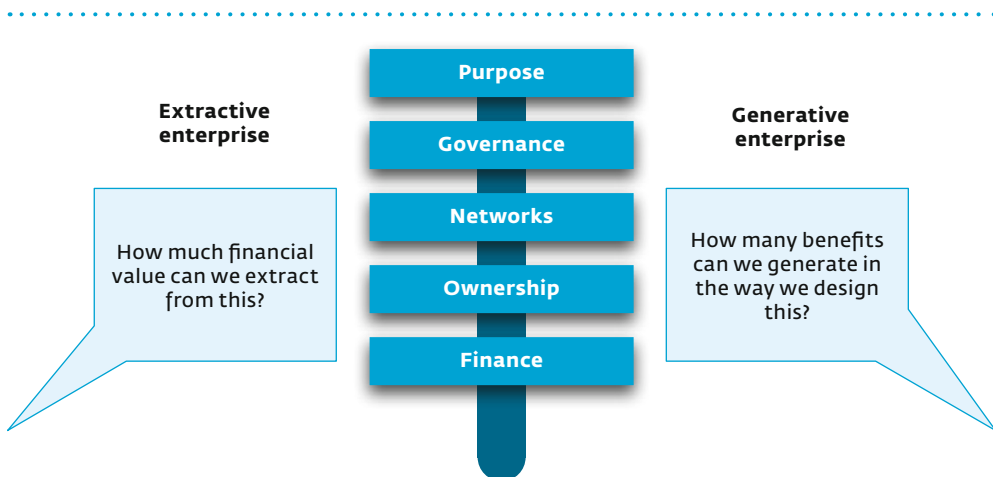 Purpose
Extractive
enterprise
Generative
enterprise
Governance
Networks
How much financial
value can we extract
from this?
How many benefits
can we generate in
the way we design
this?
Ownership
Finance